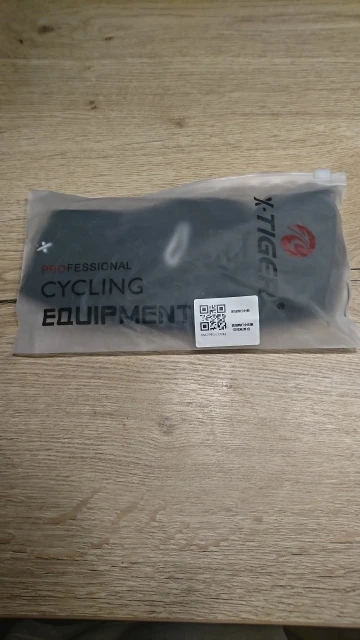 PROFESSIONAL
CYCLING
EQUIPMENT
X-TIGER®